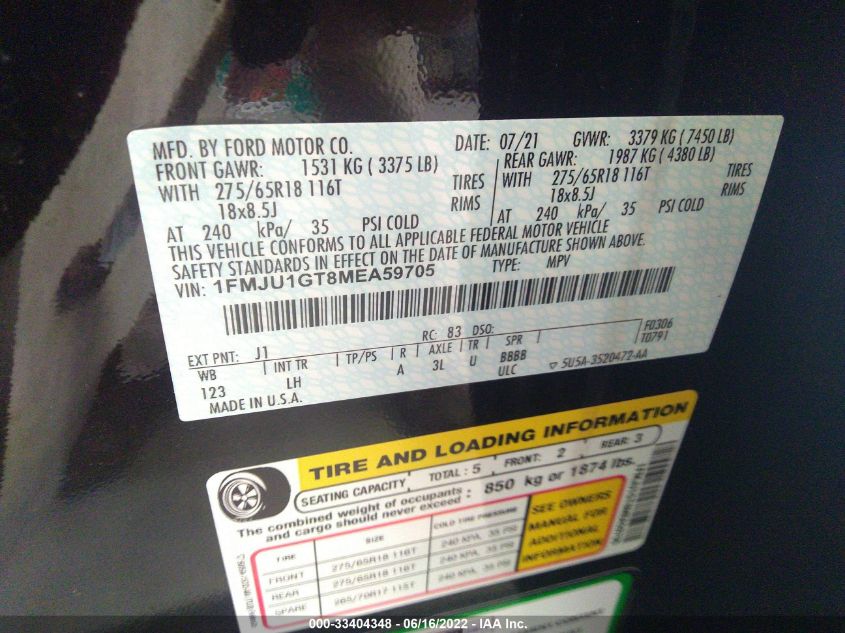 MFD. BY FORD MOTOR CO. DATE: 07/21 GVWR: 3379 KG ( 7450 LB)
FRONT GAWR: 1531 KG ( 3375 LB) REAR GAWR: 1987 KG ( 4380 LB)
WITH 275/65R18 116T TIRES WITH 275/65R18 116T TIRES
18x8.5J RIMS 18x8.5J RIMS
AT 240 kPa/ 35 PSI COLD AT 240 kPa/ 35 PSI COLD
THIS VEHICLE CONFORMS TO ALL APPLICABLE FEDERAL MOTOR VEHICLE
SAFETY STANDARDS IN EFFECT ON THE DATE OF MANUFACTURE SHOWN ABOVE.
VIN: 1FMJU1GT8MEA59705 TYPE: MPV
EXT PNT: J1 RC: 83 DSO: F0306
WB INT TR TP/PS R AXLE TR SPR T0791
123 LH A 3L U BBBB
ULC ▽ 5U5A-3520472-AA
MADE IN U.S.A.
TIRE AND LOADING INFORMATION
SEATING CAPACITY TOTAL : 5 FRONT: 2 REAR: 3
The combined weight of occupants and cargo should never exceed : 850 kg or 1874 lbs.
TIRE SIZE COLD TIRE PRESSURE
FRONT 275/65R18 116T 240 KPA, 35 PSI
REAR 275/65R18 116T 240 KPA, 35 PSI
SPARE 265/70R17 115T 240 KPA, 35 PSI
SEE OWNERS
MANUAL FOR
ADDITIONAL
INFORMATION
000-33404348 - 06/16/2022 - IAA Inc.